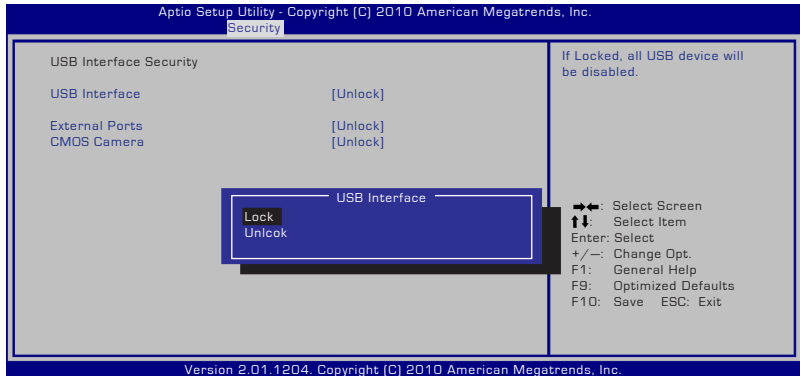 Aptio Setup Utility - Copyright (C) 2010 American Megatrends, Inc.
Security
USB Interface Security
USB Interface [Unlock]
External Ports [Unlock]
CMOS Camera [Unlock]
USB Interface
Lock
Unlcok
If Locked, all USB device will
be disabled.
→←: Select Screen
↑↓: Select Item
Enter: Select
+/—: Change Opt.
F1: General Help
F9: Optimized Defaults
F10: Save ESC: Exit
Version 2.01.1204. Copyright (C) 2010 American Megatrends, Inc.